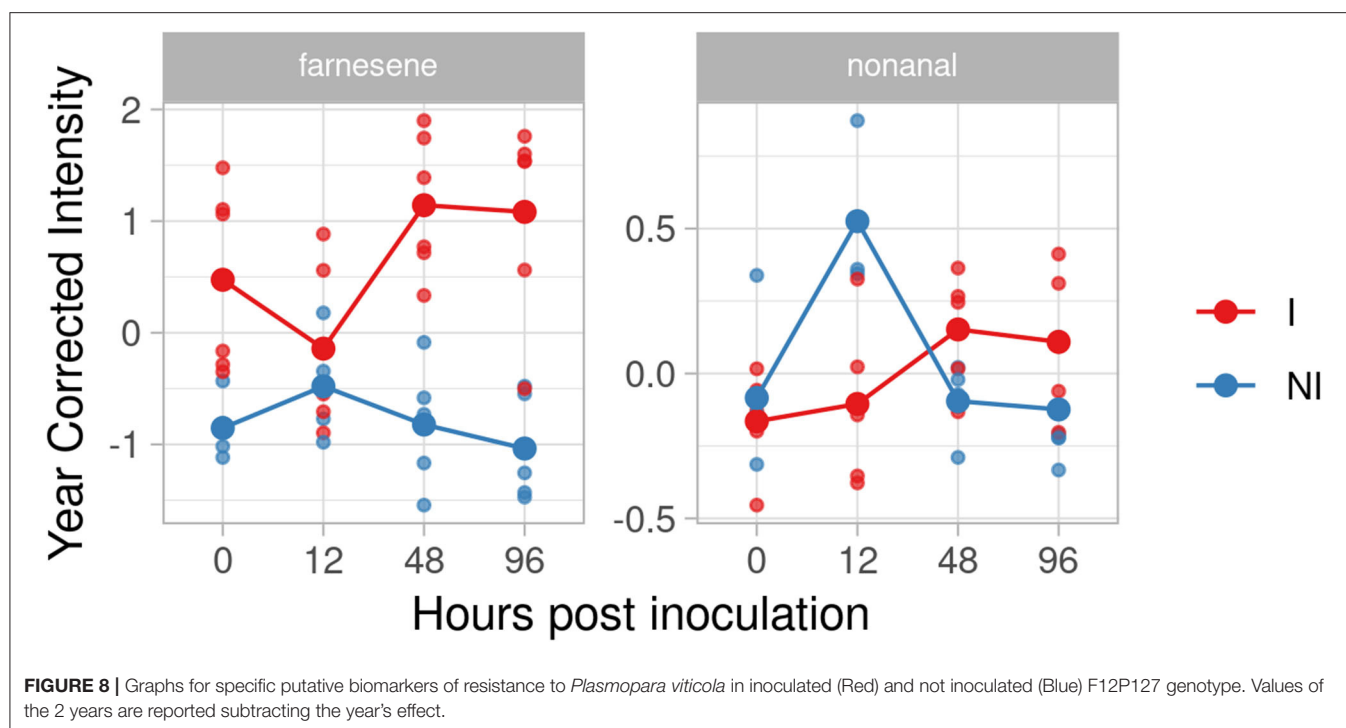 farnesene
nonanal
Year Corrected Intensity
2
1
0
-1
0.5
0.0
-0.5
0 12 48 96
0 12 48 96
Hours post inoculation
I
NI
FIGURE 8 | Graphs for specific putative biomarkers of resistance to Plasmopara viticola in inoculated (Red) and not inoculated (Blue) F12P127 genotype. Values of
the 2 years are reported subtracting the year's effect.